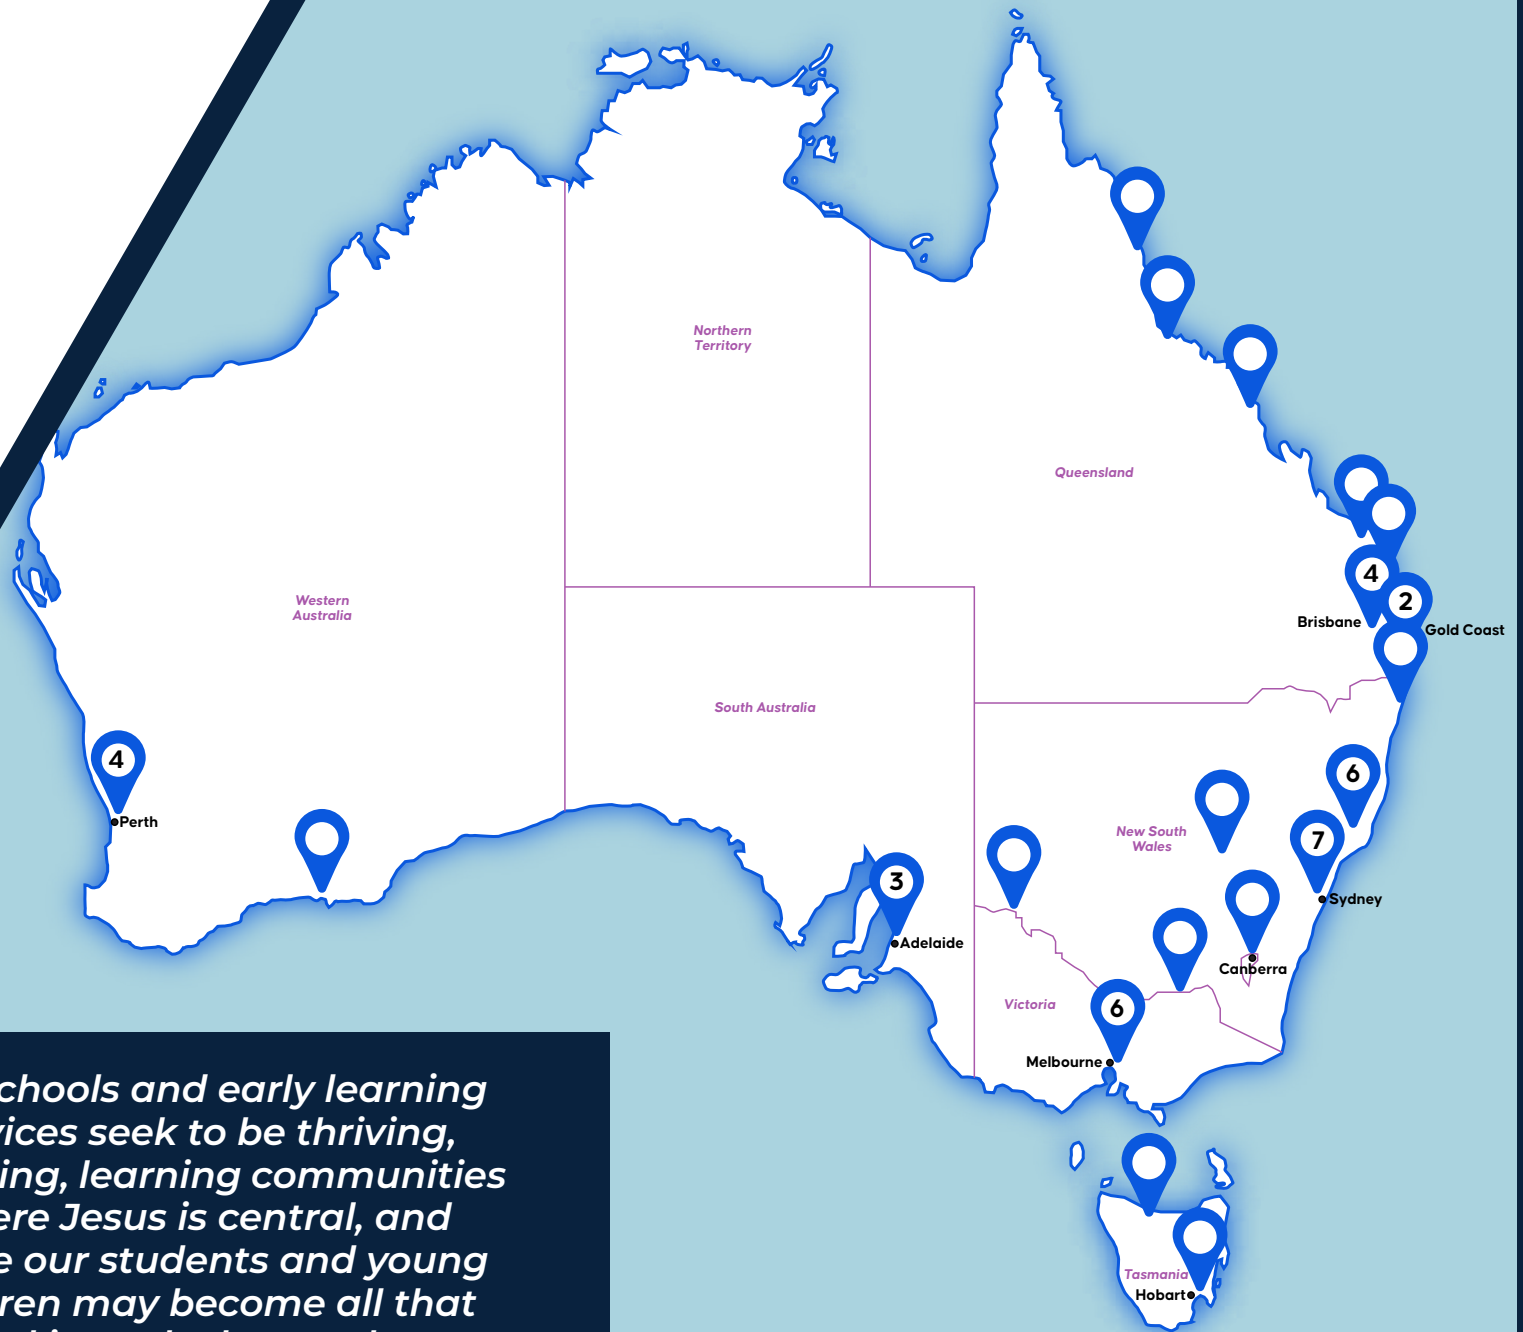 Northern
Territory
Queensland
Western
Australia
4
2
Brisbane
Gold Coast
South Australia
4
Perth
6
7
New South
Wales
Sydney
3
Adelaide
Canberra
Victoria
6
Melbourne
Tasmania
Hobart
chools and early learning
vices seek to be thriving,
ing, learning communities
ere Jesus is central, and
e our students and young
ren may become all that